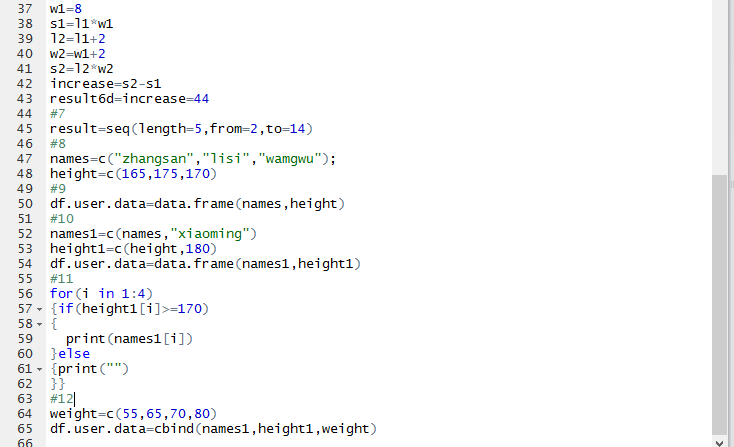 37 w1=8
38 s1=l1*w1
39 l2=l1+2
40 w2=w1+2
41 s2=l2*w2
42 increase=s2-s1
43 result6d=increase=44
44 #7
45 result=seq(length=5,from=2,to=14)
46 #8
47 names=c("zhangsan","lisi","wamgwu");
48 height=c(165,175,170)
49 #9
50 df.user.data=data.frame(names,height)
51 #10
52 names1=c(names,"xiaoming")
53 height1=c(height,180)
54 df.user.data=data.frame(names1,height1)
55 #11
56 for(i in 1:4)
57 {if(height1[i]>=170)
58 {
59 print(names1[i])
60 }else
61 {print("")
62 }}
63 #12
64 weight=c(55,65,70,80)
65 df.user.data=cbind(names1,height1,weight)
66